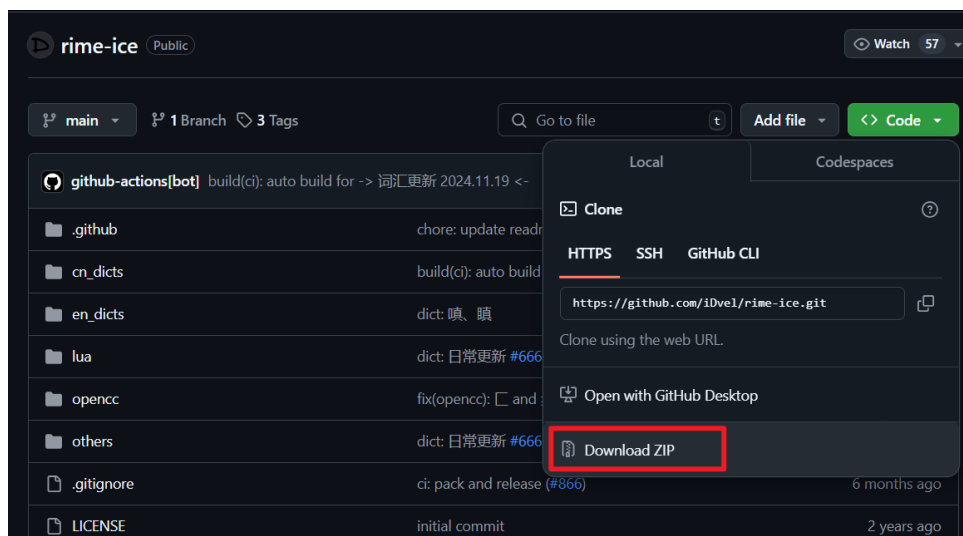 rime-ice Public
Watch 57
main 1 Branch 3 Tags
Go to file t
Add file
Code
Local Codespaces
github-actions[bot] build(ci): auto build for -> 词汇更新 2024.11.19 <-
Clone
.github chore: update readm
HTTPS SSH GitHub CLI
cn_dicts build(ci): auto build
https://github.com/iDvel/rime-ice.git
en_dicts dict: 嗔、瞋
Clone using the web URL.
lua dict: 日常更新 #666
Open with GitHub Desktop
opencc fix(opencc): 匚 and
others dict: 日常更新 #666
Download ZIP
.gitignore ci: pack and release (#866) 6 months ago
LICENSE initial commit 2 years ago